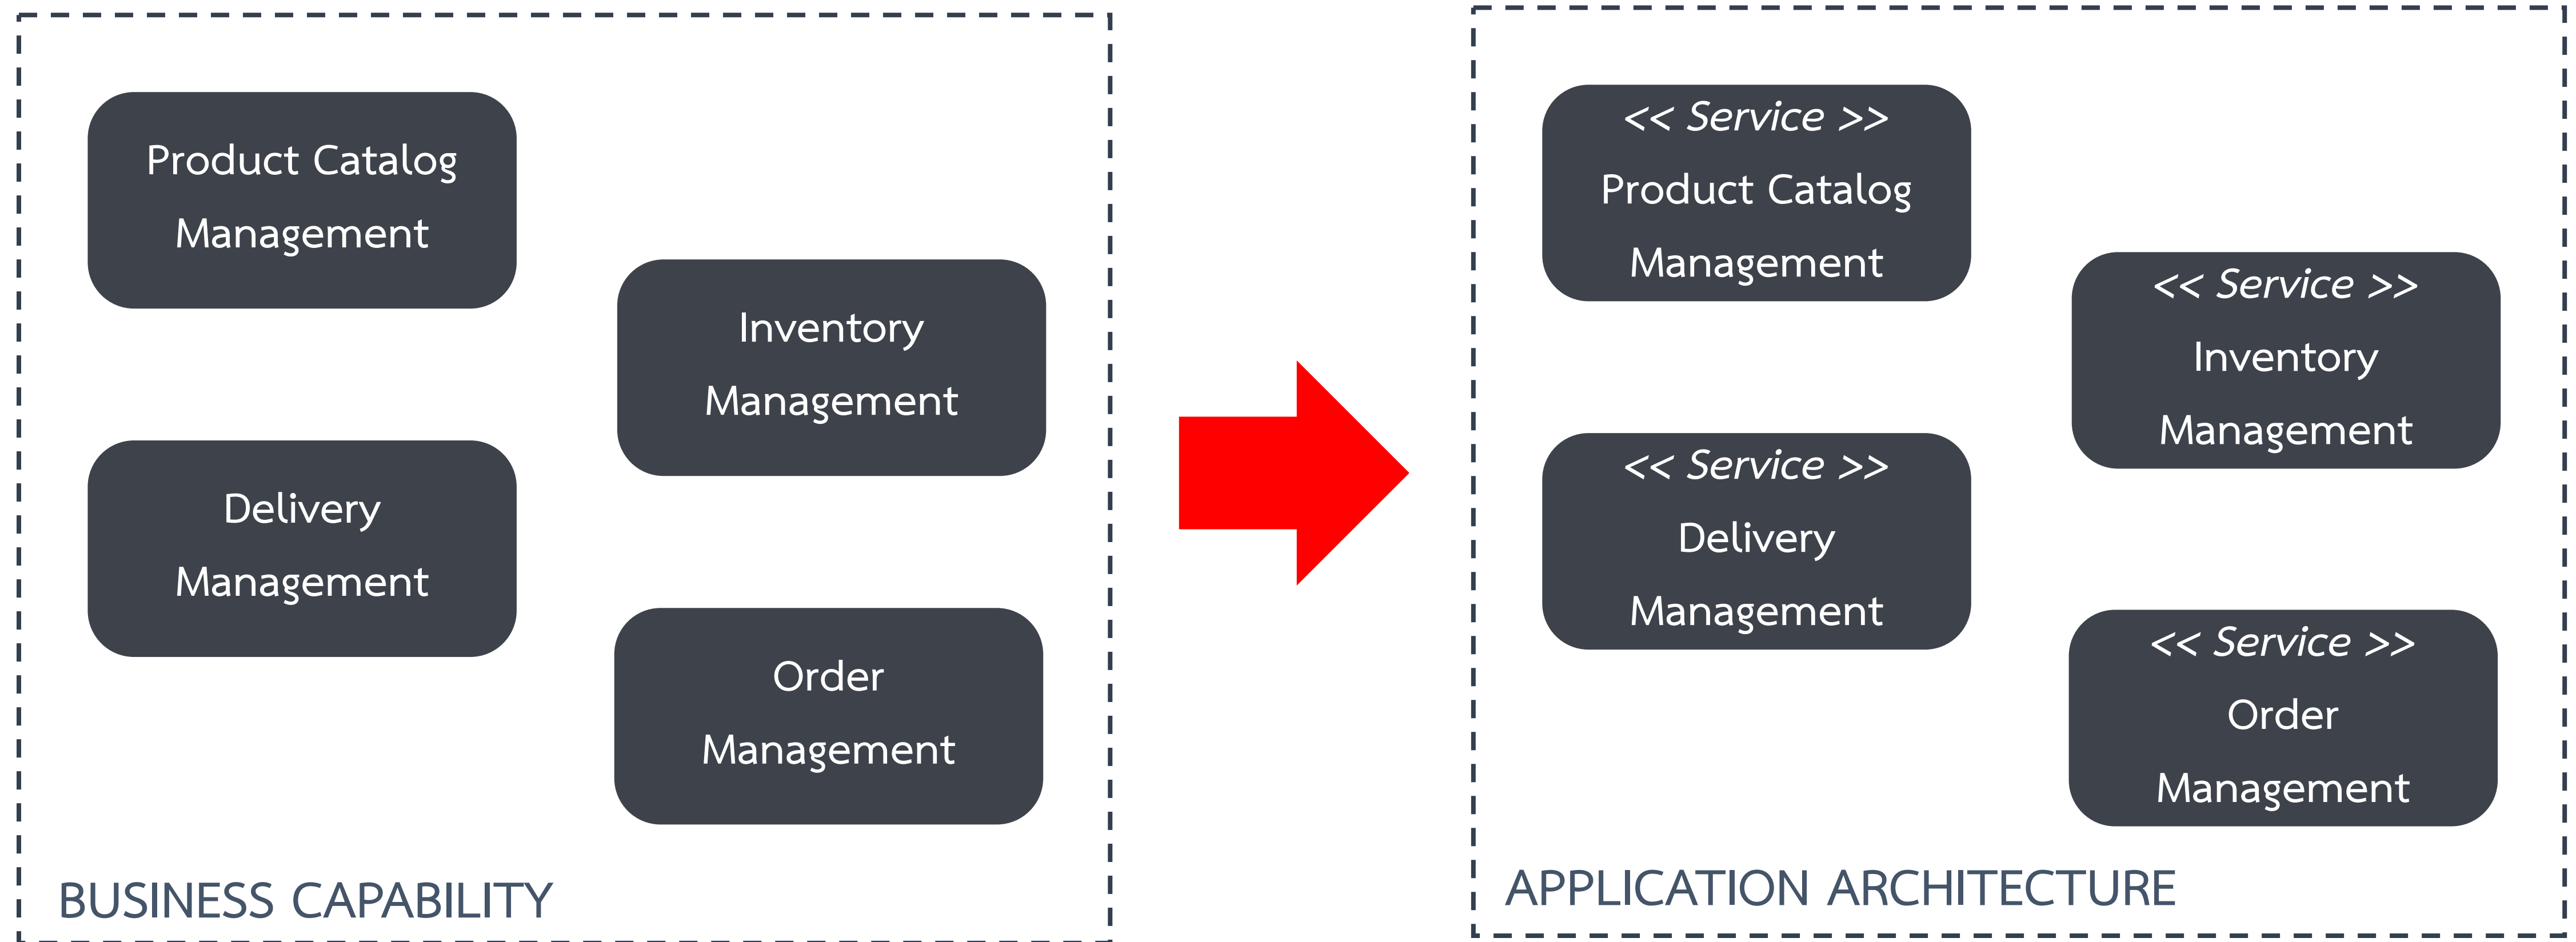 Product Catalog
Management
Inventory
Management
Delivery
Management
Order
Management
BUSINESS CAPABILITY
<< Service >>
Product Catalog
Management
<< Service >>
Inventory
Management
<< Service >>
Delivery
Management
<< Service >>
Order
Management
APPLICATION ARCHITECTURE